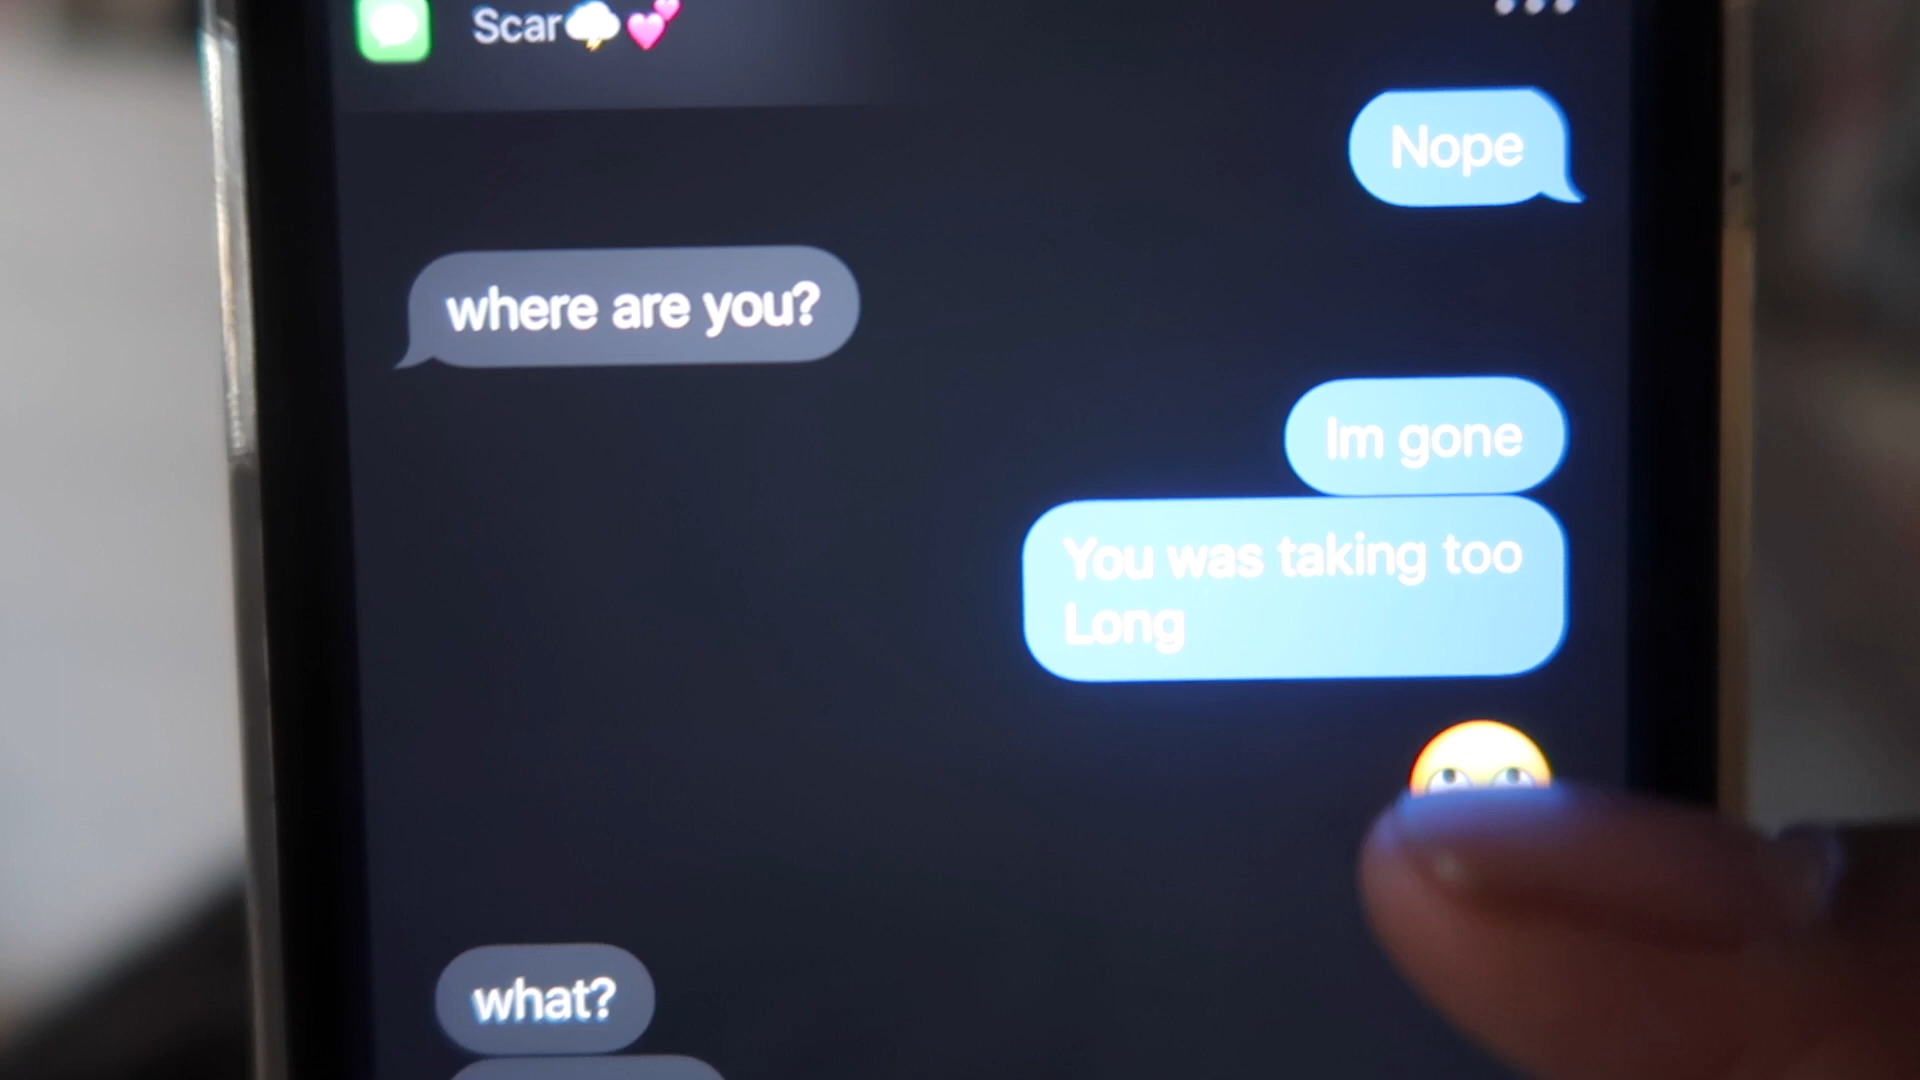 Scar🌩️💕
Nope
where are you?
Im gone
You was taking too
Long
🙄
what?